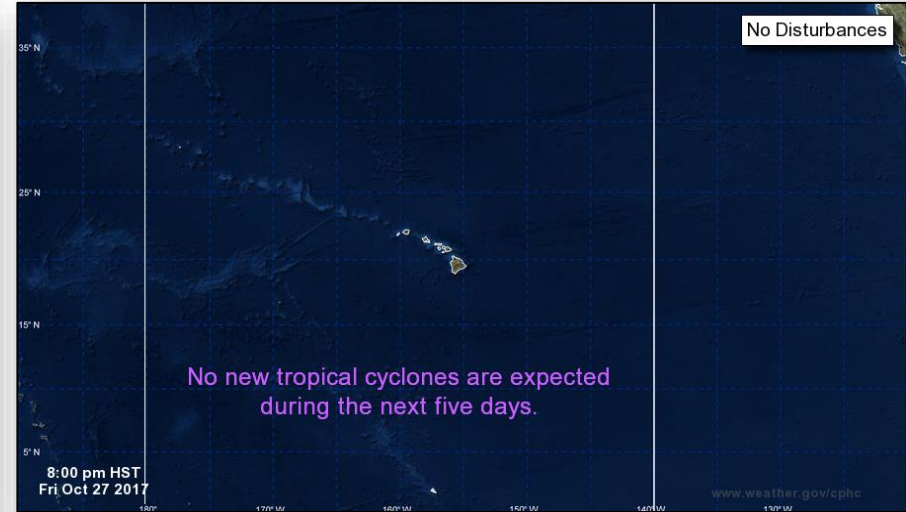 No Disturbances
35° N
25° N
15° N
No new tropical cyclones are expected
during the next five days.
5° N
8:00 pm HST
Fri Oct 27 2017
www.weather.gov/cphc
180° 170° W 160° W 150° W 140° W 130° W